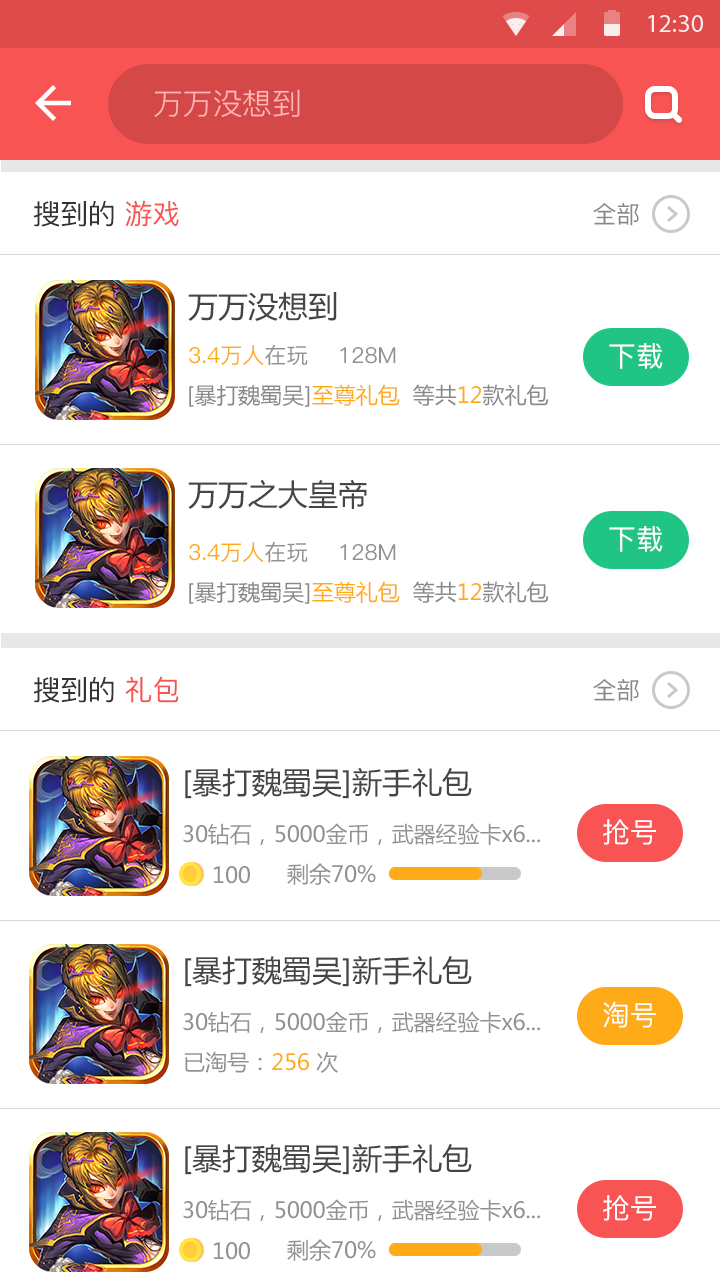 12:30
万万没想到
搜到的 游戏 全部
万万没想到
3.4万人在玩 128M
下载
[暴打魏蜀吴]至尊礼包 等共12款礼包
万万之大皇帝
3.4万人在玩 128M
下载
[暴打魏蜀吴]至尊礼包 等共12款礼包
搜到的 礼包 全部
[暴打魏蜀吴]新手礼包
30钻石，5000金币，武器经验卡x6...
抢号
100 剩余70%
[暴打魏蜀吴]新手礼包
30钻石，5000金币，武器经验卡x6...
淘号
已淘号：256 次
[暴打魏蜀吴]新手礼包
30钻石，5000金币，武器经验卡x6...
抢号
100 剩余70%